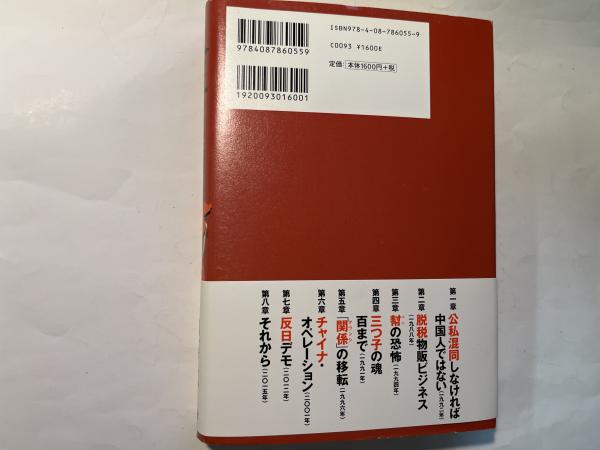 ISBN978-4-08-786055-9
C0093 ¥1600E
定価:本体1600円+税
9784087860559
1920093016001
第一章 公私混同しなければ
中国人ではない(一九九二年)
第二章 脱税物販ビジネス
(一九八八年)
第三章 幇の恐怖(一九九四年)
第四章 三つ子の魂
百まで(一九九一年)
第五章「関係」の移転(一九九六年)
第六章 チャイナ・
オペレーション(二〇〇一年)
第七章 反日デモ(二〇一二年)
第八章 それから(二〇一五年)